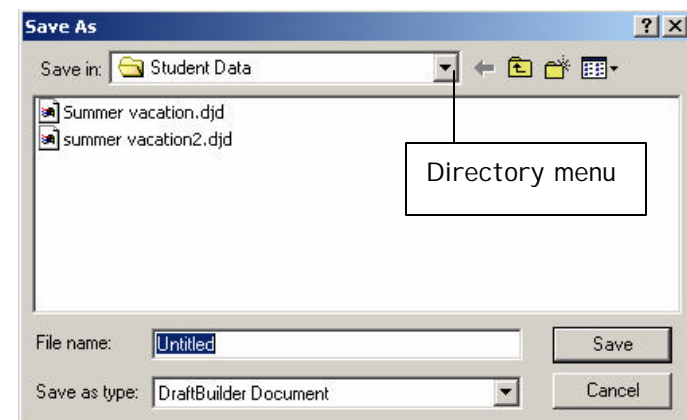 Save As
Save in: Student Data
Summer vacation.djd
summer vacation2.djd
Directory menu
File name: Untitled
Save
Save as type: DraftBuilder Document
Cancel